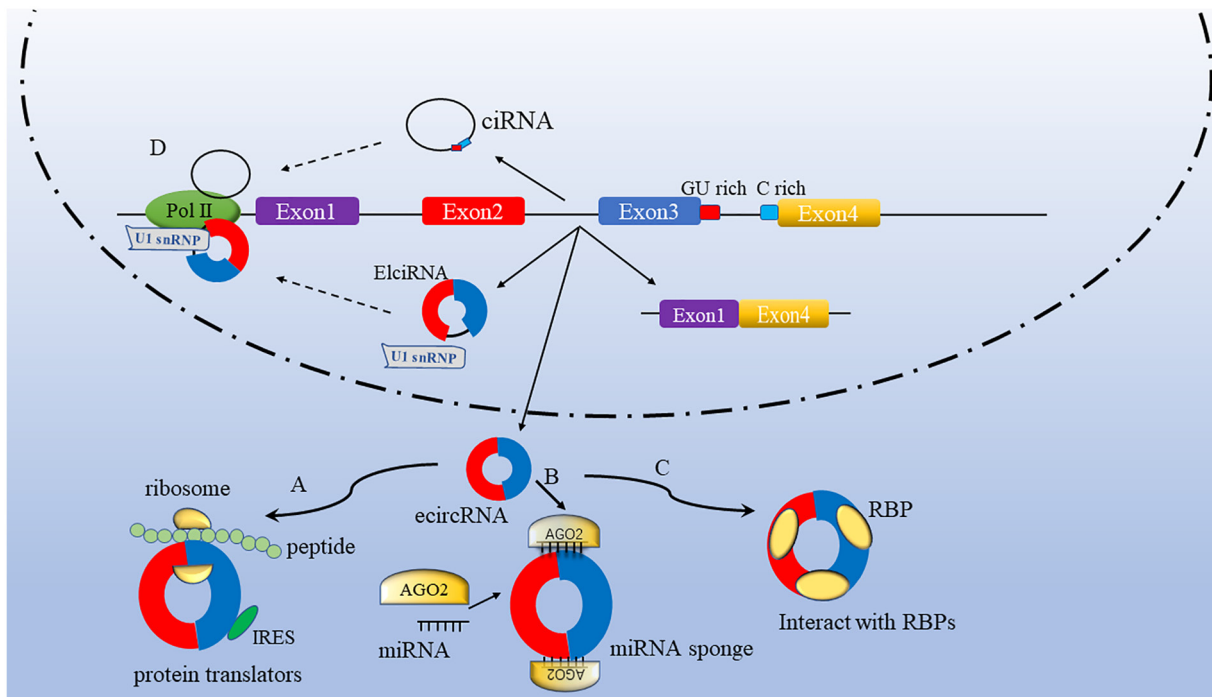 ciRNA
D
GU rich C rich
Pol II
Exon1
Exon2
Exon3
Exon4
U1 snRNP
ElciRNA
Exon1
Exon4
U1 snRNP
A
B
C
ribosome
ecircRNA
RBP
peptide
AGO2
AGO2
Interact with RBPs
IRES
miRNA
miRNA sponge
AGO2
protein translators